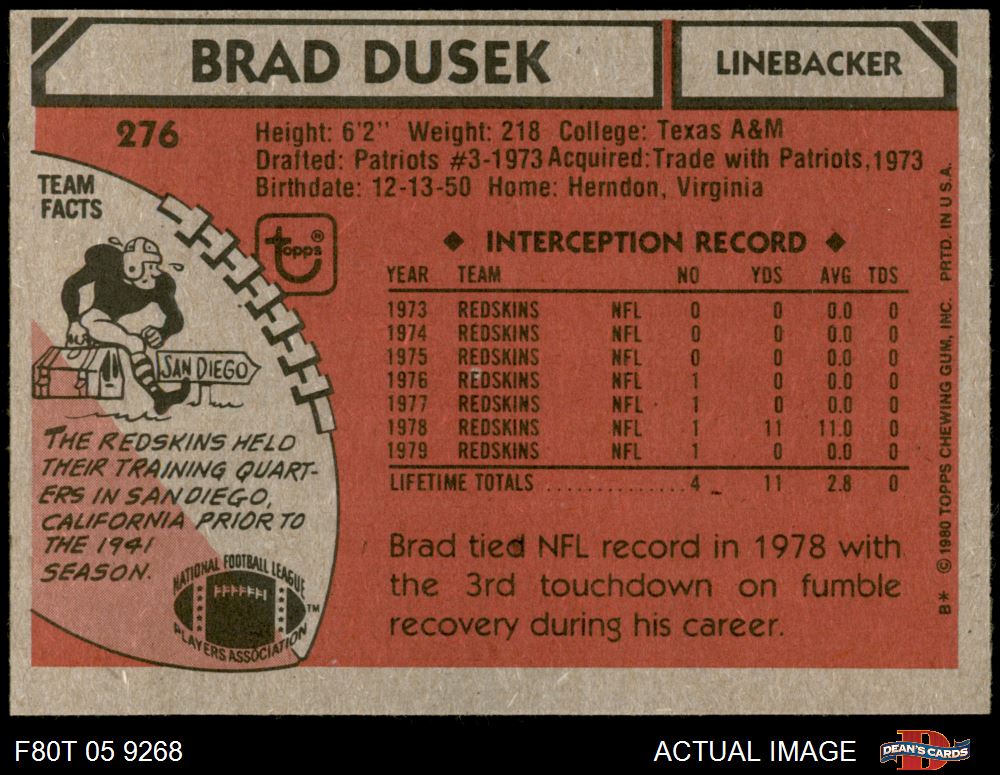 BRAD DUSEK
LINEBACKER
276
Height: 6'2" Weight: 218 College: Texas A&M
Drafted: Patriots #3-1973 Acquired: Trade with Patriots, 1973
Birthdate: 12-13-50 Home: Herndon, Virginia
TEAM
FACTS
topps®
SAN DIEGO
THE REDSKINS HELD
THEIR TRAINING QUART-
ERS IN SAN DIEGO,
CALIFORNIA PRIOR TO
THE 1941
SEASON.
NATIONAL FOOTBALL LEAGUE
PLAYERS ASSOCIATION
TM
◆ INTERCEPTION RECORD ◆
YEAR TEAM NO YDS AVG TDS
1973 REDSKINS NFL 0 0 0.0 0
1974 REDSKINS NFL 0 0 0.0 0
1975 REDSKINS NFL 0 0 0.0 0
1976 REDSKINS NFL 1 0 0.0 0
1977 REDSKINS NFL 1 0 0.0 0
1978 REDSKINS NFL 1 11 11.0 0
1979 REDSKINS NFL 1 0 0.0 0
LIFETIME TOTALS ............ 4 11 2.8 0
Brad tied NFL record in 1978 with
the 3rd touchdown on fumble
recovery during his career.
B* © 1980 TOPPS CHEWING GUM, INC. PRTD. IN U.S.A.
F80T 05 9268
ACTUAL IMAGE
DEAN'S CARDS